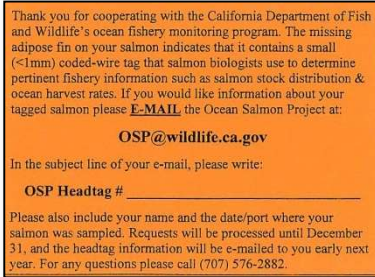 Thank you for cooperating with the California Department of Fish
and Wildlife's ocean fishery monitoring program. The missing
adipose fin on your salmon indicates that it contains a small
(<1mm) coded-wire tag that salmon biologists use to determine
pertinent fishery information such as salmon stock distribution &
ocean harvest rates. If you would like information about your
tagged salmon please E-MAIL the Ocean Salmon Project at:
OSP@wildlife.ca.gov
In the subject line of your e-mail, please write:
OSP Headtag # ____________________
Please also include your name and the date/port where your
salmon was sampled. Requests will be processed until December
31, and the headtag information will be e-mailed to you early next
year. For any questions please call (707) 576-2882.